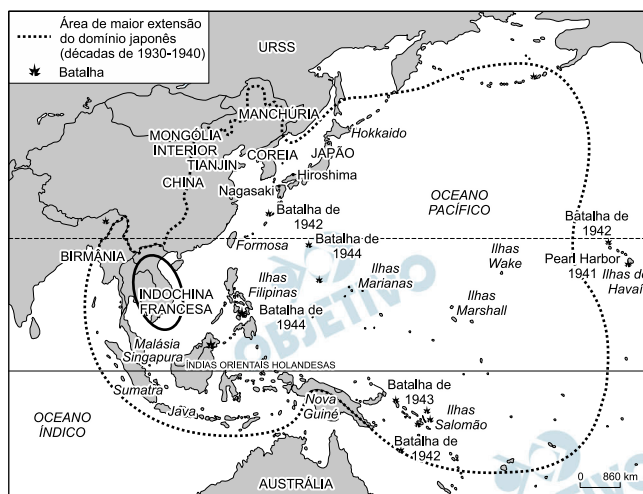 Área de maior extensão
do domínio japonês
(décadas de 1930-1940)
Batalha
URSS
MANCHÚRIA
MONGÓLIA
INTERIOR
TIANJIN
COREIA
JAPÃO
Hokkaido
CHINA
Nagasaki
Hiroshima
OCEANO
PACÍFICO
Batalha de
1942
Formosa
Batalha de
1944
Batalha de
1942
Pearl Harbor
1941
Ilhas do
Havaí
BIRMÂNIA
INDOCHINA
FRANCESA
Ilhas
Filipinas
Ilhas
Marianas
Ilhas
Wake
Ilhas
Marshall
Batalha de
1944
Malásia
Singapura
ÍNDIAS ORIENTAIS HOLANDESAS
Sumatra
Java
Nova
Guiné
Batalha de
1943
Ilhas
Salomão
Batalha de
1942
OCEANO
ÍNDICO
AUSTRÁLIA
0 860 km
OBJETIVO